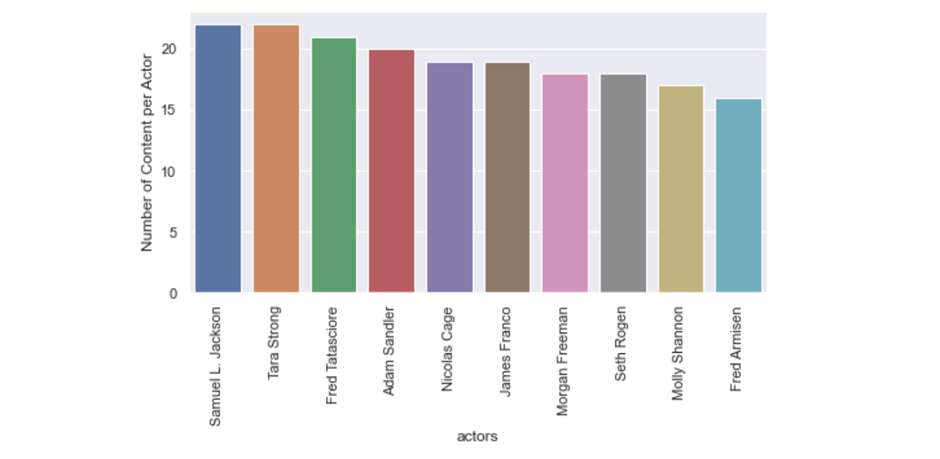 Number of Content per Actor
20
15
10
5
0
Samuel L. Jackson
Tara Strong
Fred Tatasciore
Adam Sandler
Nicolas Cage
James Franco
Morgan Freeman
Seth Rogen
Molly Shannon
Fred Armisen
actors